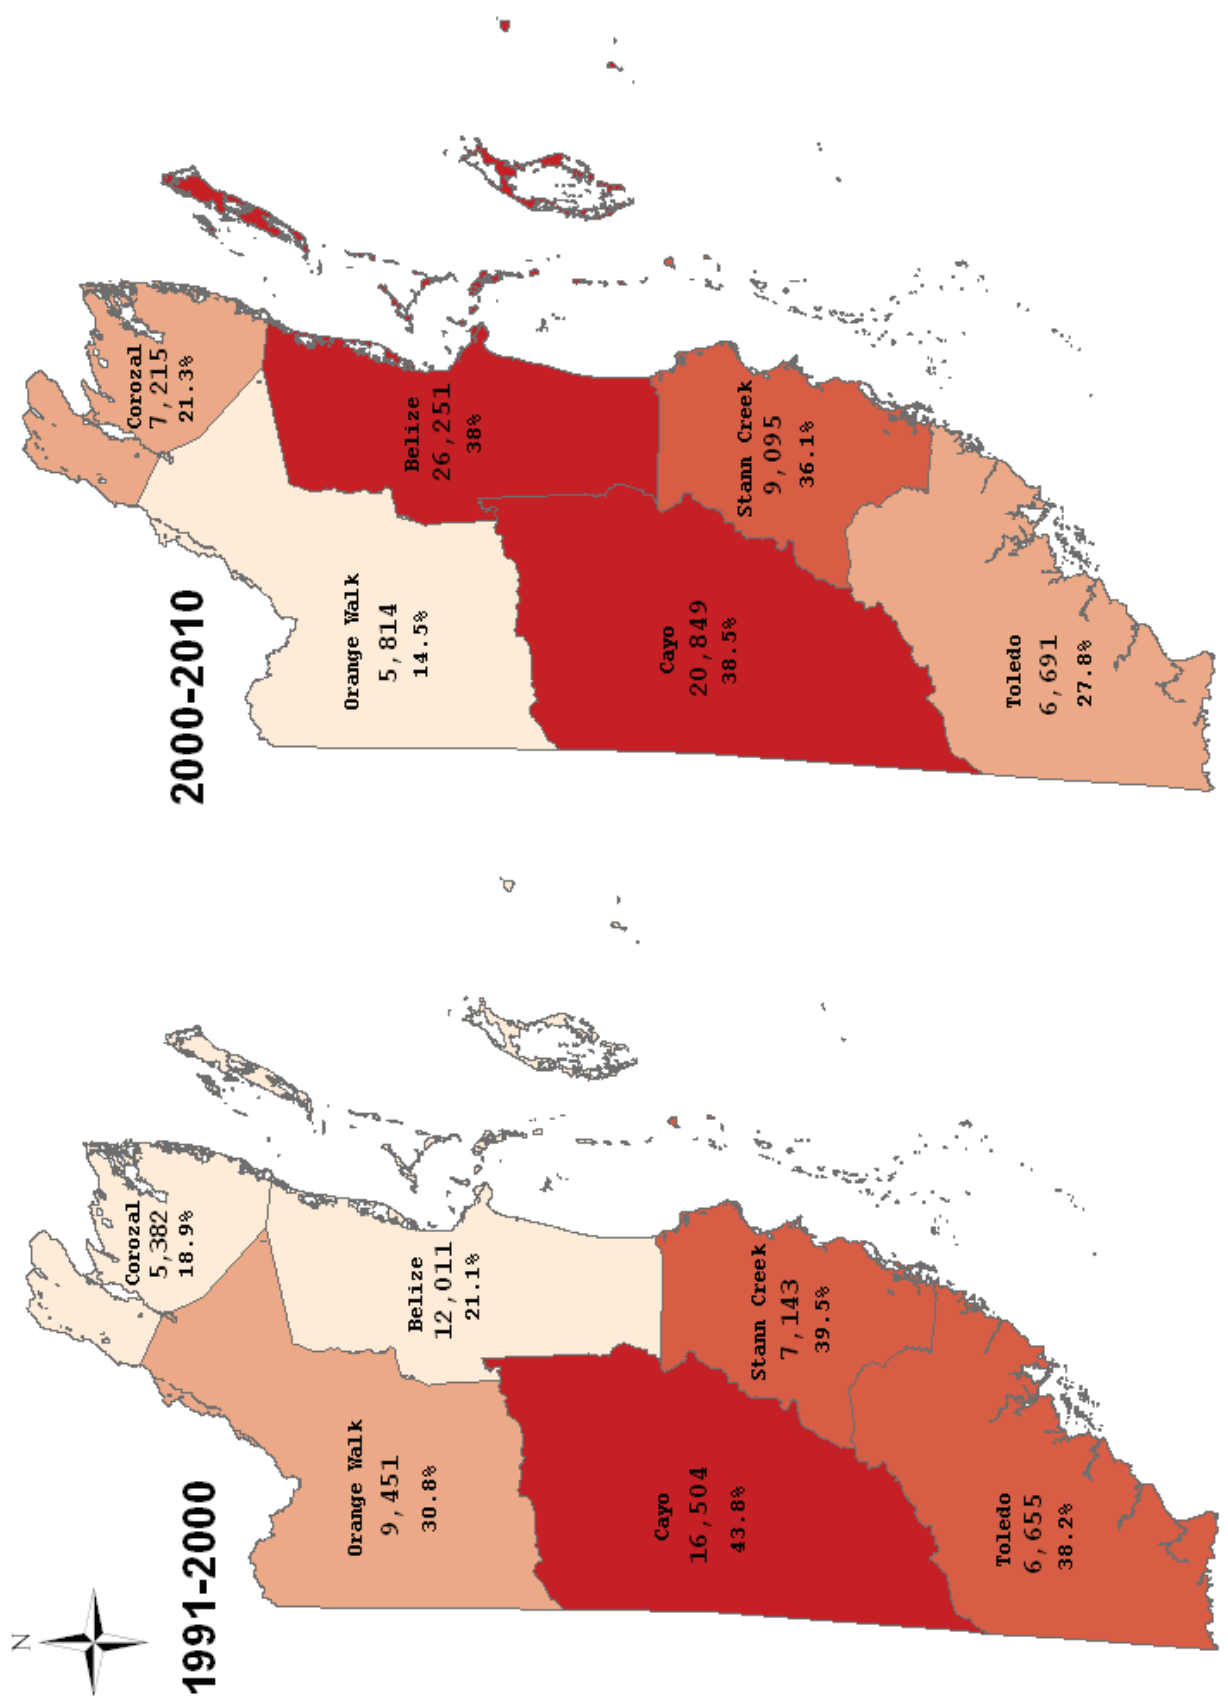 N
1991-2000
Corozal
5,382
18.9%
Orange Walk
9,451
30.8%
Belize
12,011
21.1%
Cayo
16,504
43.8%
Stann Creek
7,143
39.5%
Toledo
6,655
38.2%
2000-2010
Corozal
7,215
21.3%
Orange Walk
5,814
14.5%
Belize
26,251
38%
Cayo
20,849
38.5%
Stann Creek
9,095
36.1%
Toledo
6,691
27.8%